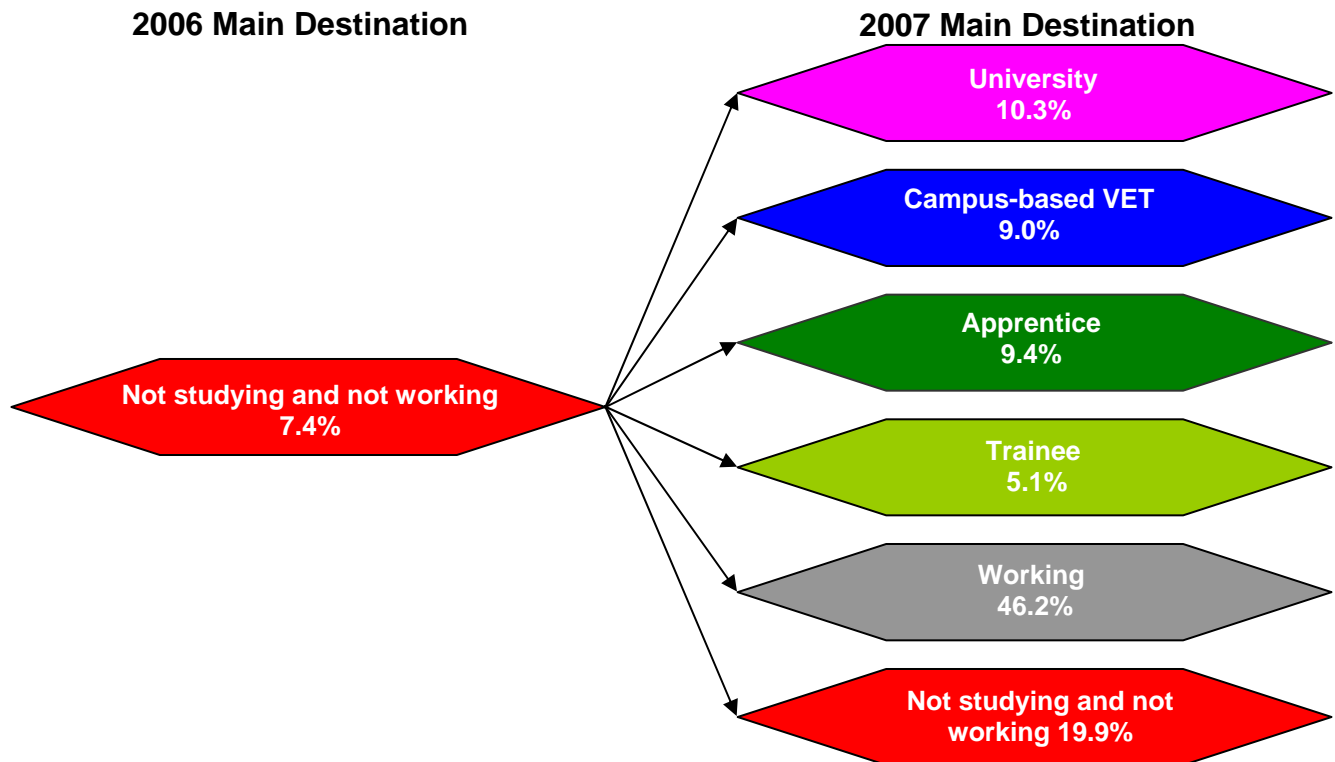 2006 Main Destination
2007 Main Destination
University
10.3%
Campus-based VET
9.0%
Apprentice
9.4%
Not studying and not working
7.4%
Trainee
5.1%
Working
46.2%
Not studying and not
working 19.9%